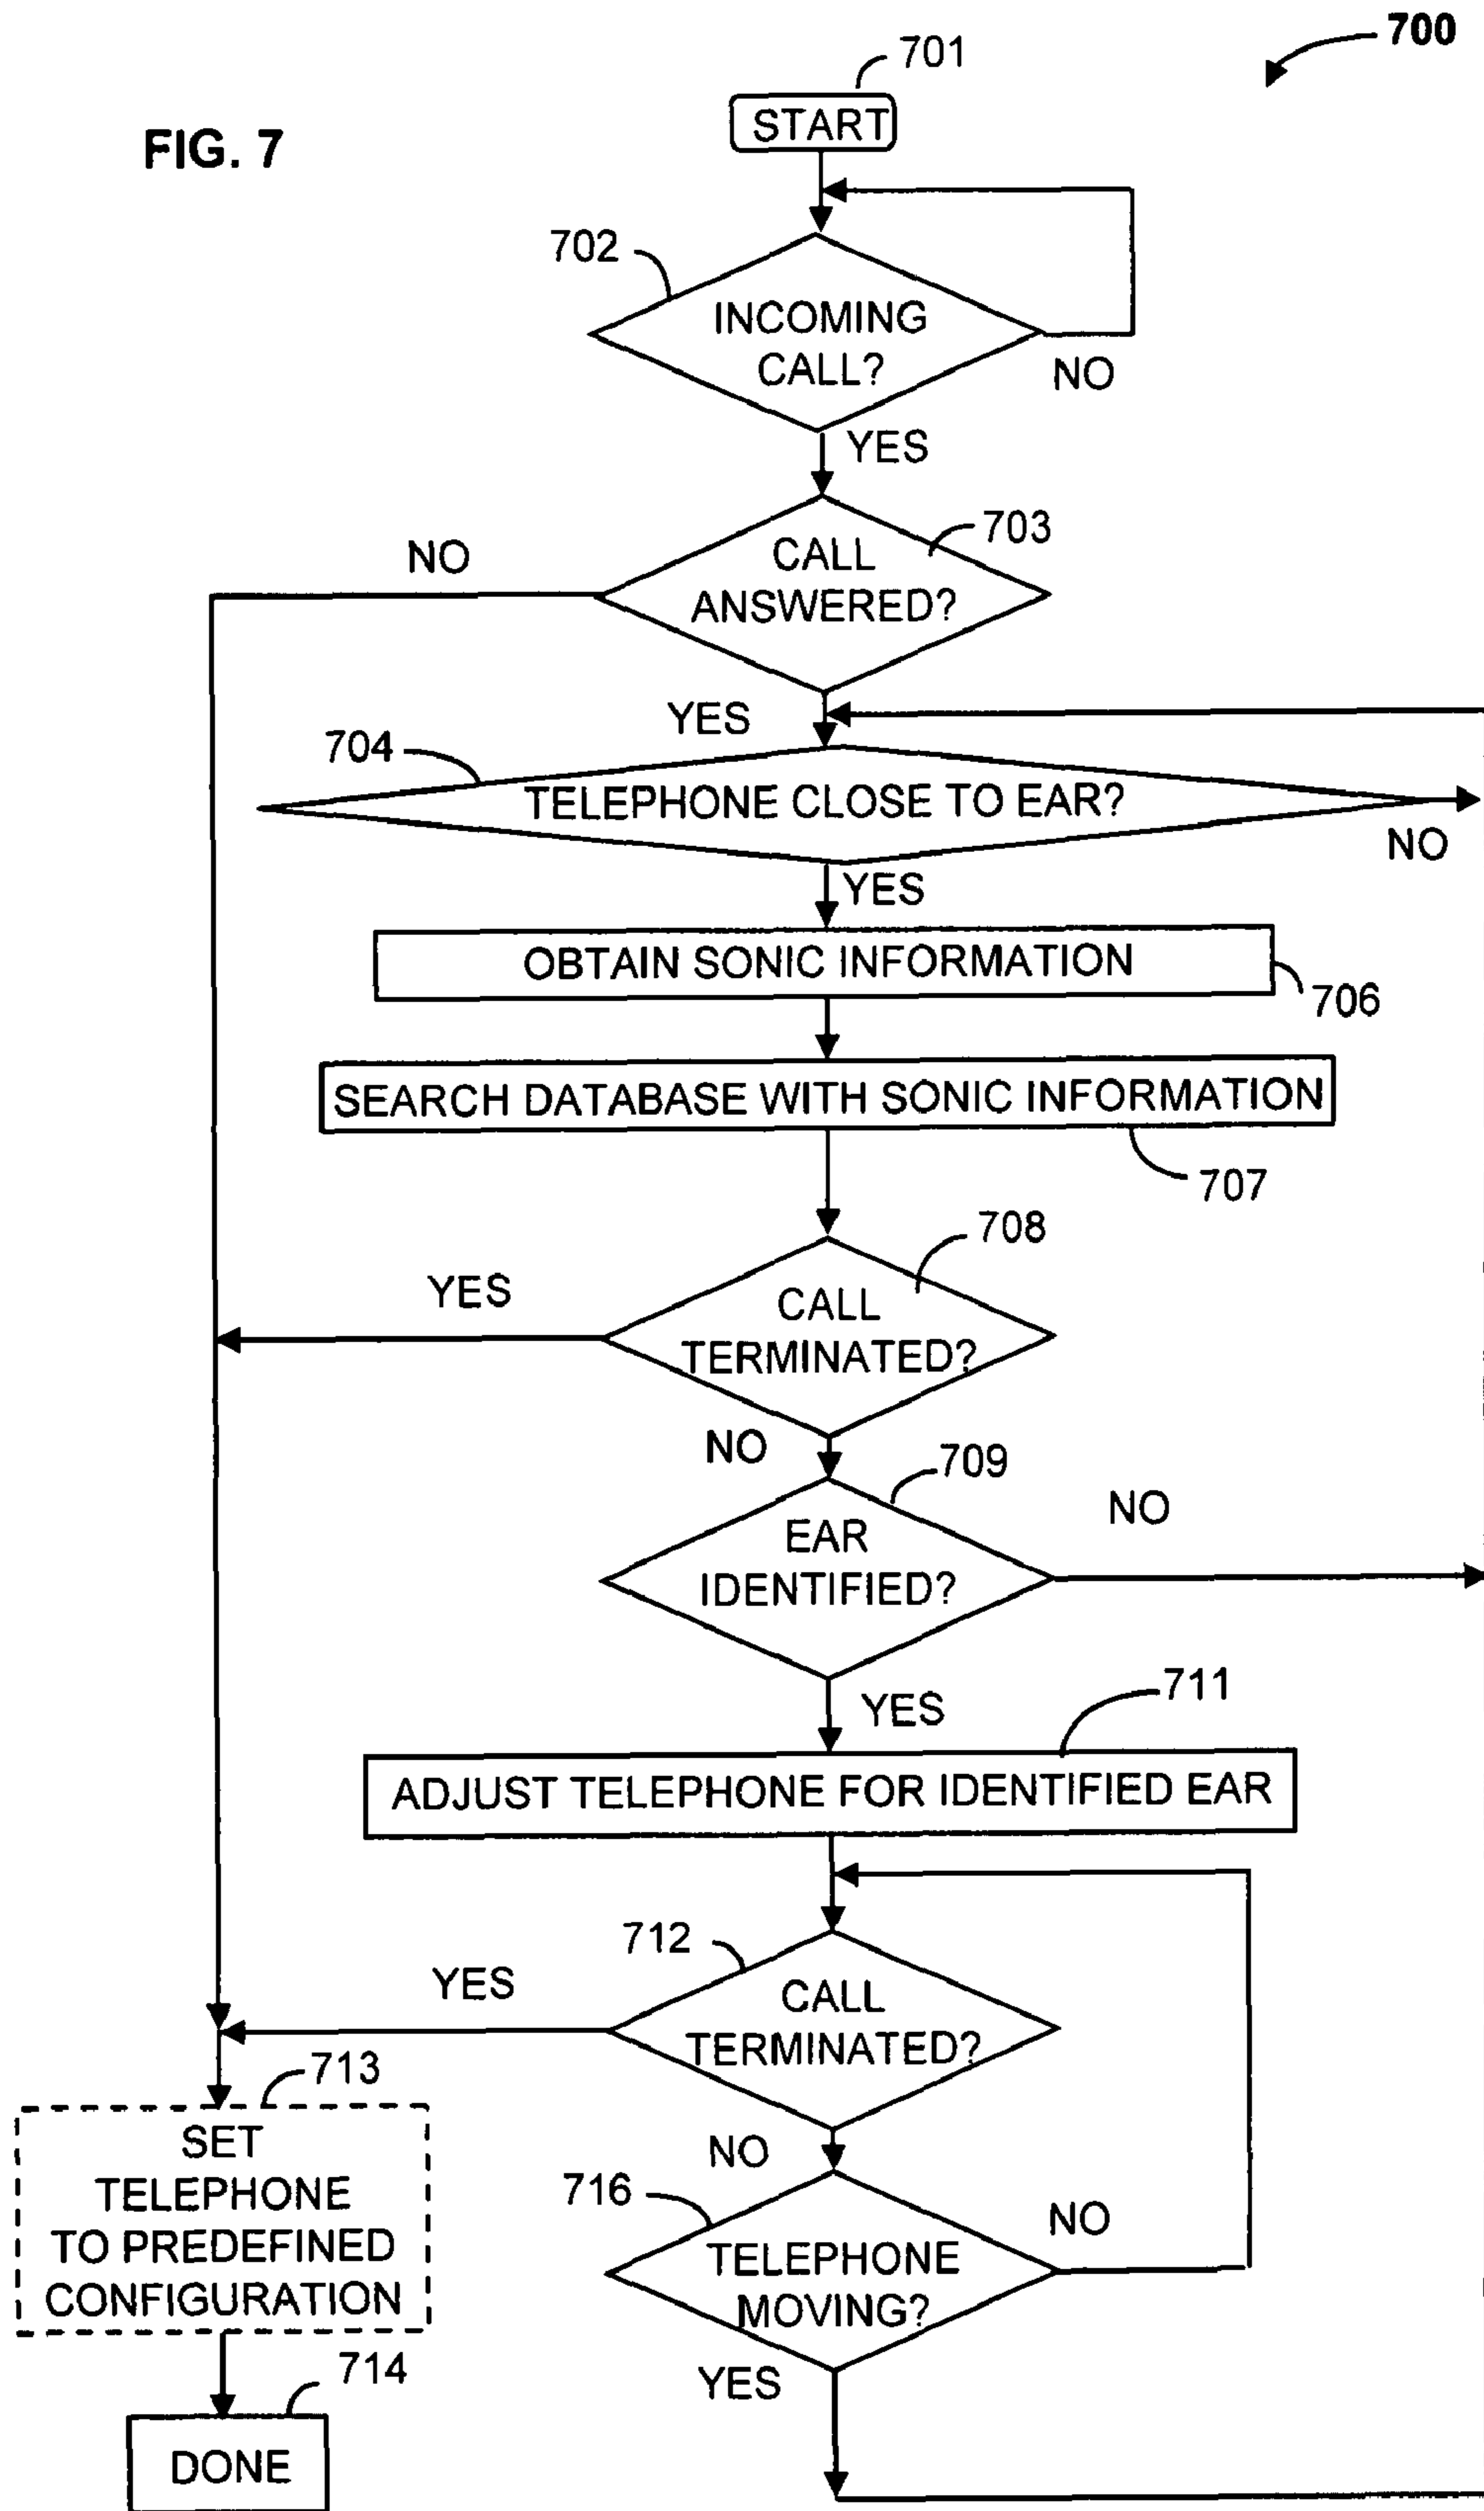 700
701
START
FIG. 7
702
INCOMING
CALL?
NO
YES
703
CALL
ANSWERED?
NO
YES
704
TELEPHONE CLOSE TO EAR?
NO
YES
OBTAIN SONIC INFORMATION
706
SEARCH DATABASE WITH SONIC INFORMATION
707
708
CALL
TERMINATED?
YES
NO
709
EAR
IDENTIFIED?
NO
YES
711
ADJUST TELEPHONE FOR IDENTIFIED EAR
712
CALL
TERMINATED?
YES
NO
713
SET
TELEPHONE
TO PREDEFINED
CONFIGURATION
716
TELEPHONE
MOVING?
NO
YES
714
DONE